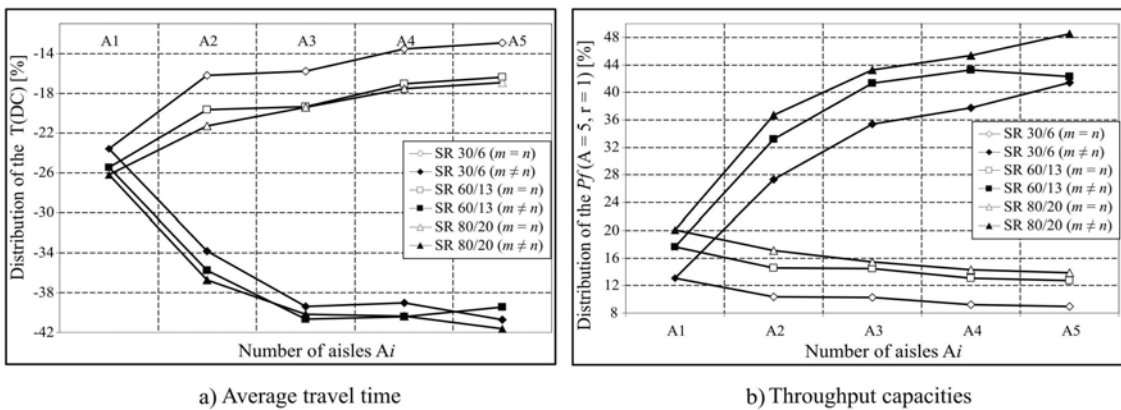 Distribution of the T(DC) [%]
-14
-18
-22
-26
-30
-34
-38
-42
A1 A2 A3 A4 A5
SR 30/6 (m = n)
SR 30/6 (m ≠ n)
SR 60/13 (m = n)
SR 60/13 (m ≠ n)
SR 80/20 (m = n)
SR 80/20 (m ≠ n)
Number of aisles Ai
a) Average travel time
Distribution of the Pf (A = 5, r = 1) [%]
48
44
40
36
32
28
24
20
16
12
8
SR 30/6 (m = n)
SR 30/6 (m ≠ n)
SR 60/13 (m = n)
SR 60/13 (m ≠ n)
SR 80/20 (m = n)
SR 80/20 (m ≠ n)
A1 A2 A3 A4 A5
Number of aisles Ai
b) Throughput capacities